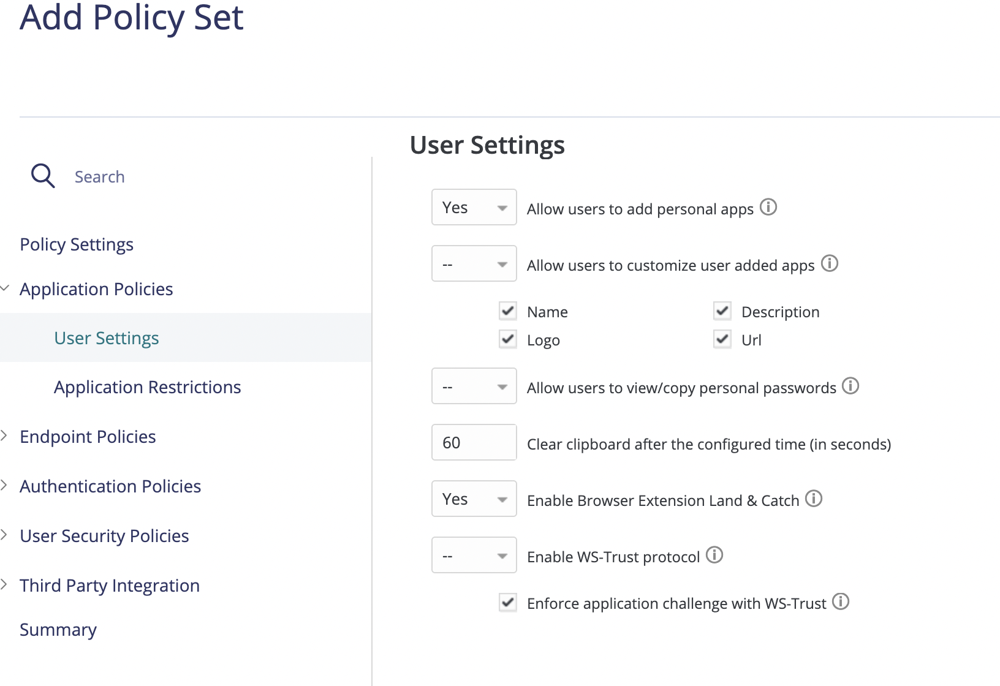 Add Policy Set
Search
Policy Settings
Application Policies
User Settings
Application Restrictions
Endpoint Policies
Authentication Policies
User Security Policies
Third Party Integration
Summary
User Settings
Yes Allow users to add personal apps
-- Allow users to customize user added apps
Name Description
Logo Url
-- Allow users to view/copy personal passwords
60 Clear clipboard after the configured time (in seconds)
Yes Enable Browser Extension Land & Catch
-- Enable WS-Trust protocol
Enforce application challenge with WS-Trust